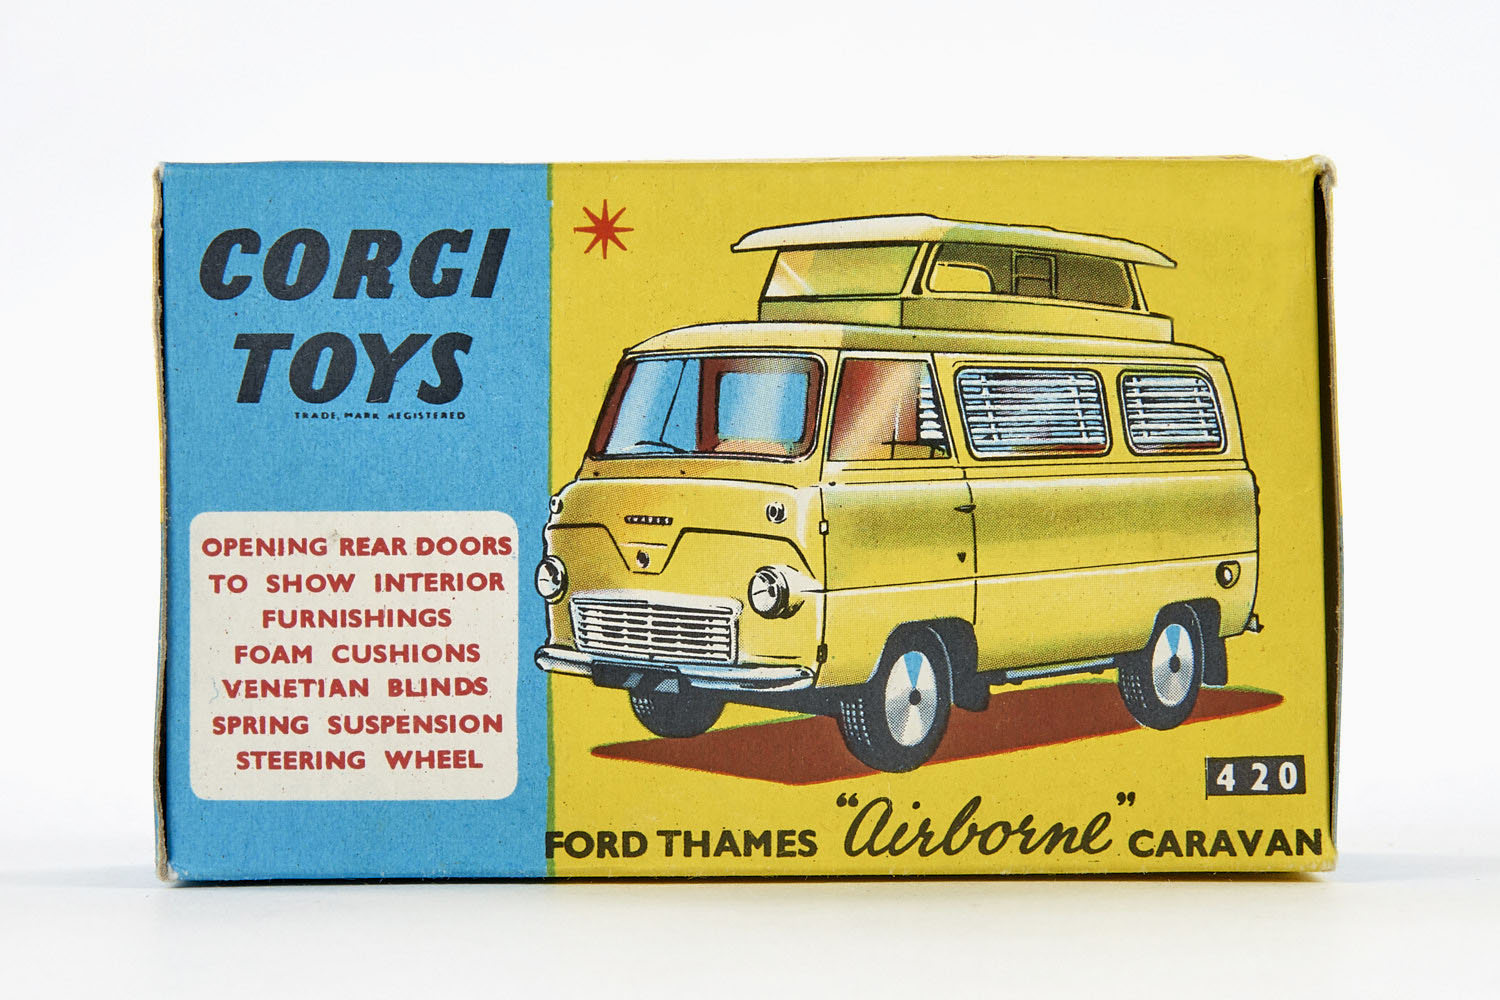 CORGI
TOYS
TRADE MARK REGISTERED
OPENING REAR DOORS
TO SHOW INTERIOR
FURNISHINGS
FOAM CUSHIONS
VENETIAN BLINDS
SPRING SUSPENSION
STEERING WHEEL
THAMES
420
FORD THAMES "Airborne" CARAVAN